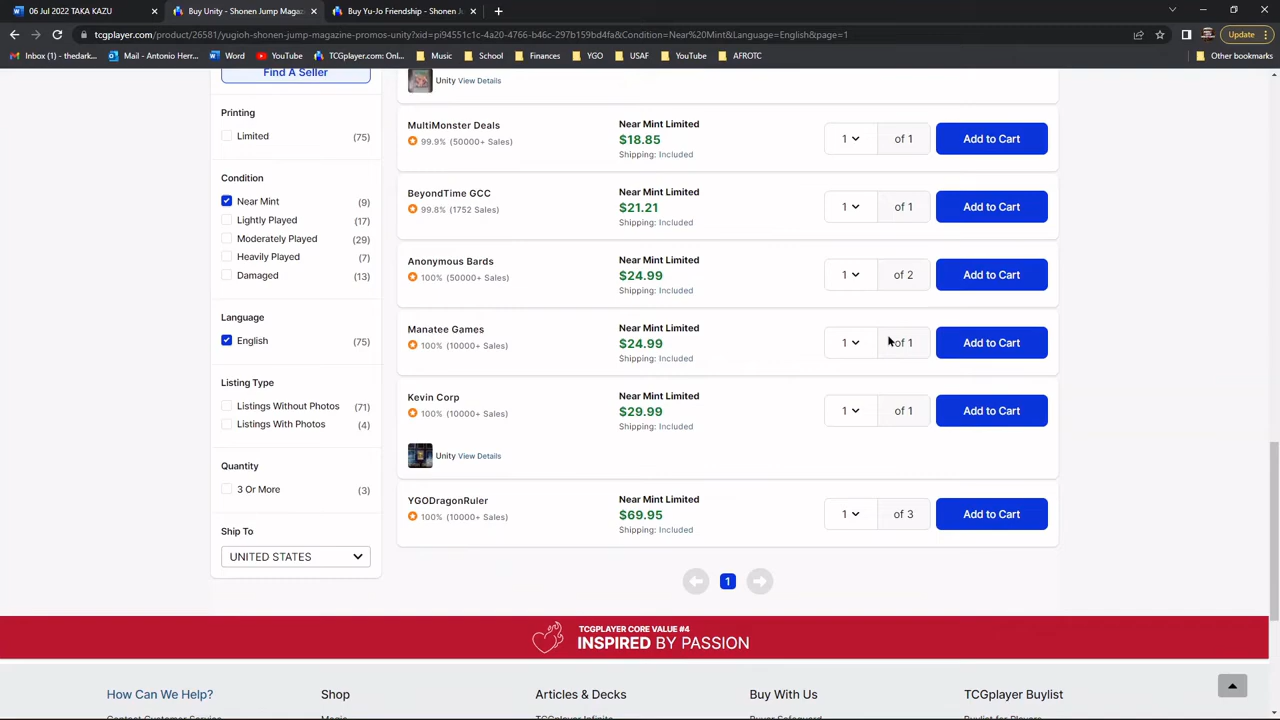 06 Jul 2022 TAKA KAZU
Buy Unity - Shonen Jump Magaz
Buy Yu-Jo Friendship - Shonen J
tcgplayer.com/product/26581/yugioh-shonen-jump-magazine-promos-unity?xid=pi94551c1c-4a20-4766-b46c-297b159bd4fa&Condition=Near%20Mint&Language=English&page=1
Update
Inbox (1) - thedark...
Mail - Antonio Herr...
Word
YouTube
TCGplayer.com: Onl...
Music
School
Finances
YGO
USAF
YouTube
AFROTC
Other bookmarks
Find A Seller
Unity View Details
Printing
Limited (75)
Condition
Near Mint (9)
Lightly Played (17)
Moderately Played (29)
Heavily Played (7)
Damaged (13)
Language
English (75)
Listing Type
Listings Without Photos (71)
Listings With Photos (4)
Quantity
3 Or More (3)
Ship To
UNITED STATES
MultiMonster Deals
99.9% (50000+ Sales)
Near Mint Limited
$18.85
Shipping: Included
1 of 1 Add to Cart
BeyondTime GCC
99.8% (1752 Sales)
Near Mint Limited
$21.21
Shipping: Included
1 of 1 Add to Cart
Anonymous Bards
100% (50000+ Sales)
Near Mint Limited
$24.99
Shipping: Included
1 of 2 Add to Cart
Manatee Games
100% (10000+ Sales)
Near Mint Limited
$24.99
Shipping: Included
1 of 1 Add to Cart
Kevin Corp
100% (10000+ Sales)
Near Mint Limited
$29.99
Shipping: Included
1 of 1 Add to Cart
Unity View Details
YGODragonRuler
100% (10000+ Sales)
Near Mint Limited
$69.95
Shipping: Included
1 of 3 Add to Cart
1
TCGPLAYER CORE VALUE #4
INSPIRED BY PASSION
How Can We Help?
Shop
Articles & Decks
Buy With Us
TCGplayer Buylist
Contact Customer Service
Magic
TCGplayer Infinite
Buyer Safeguard
Buylist for Players